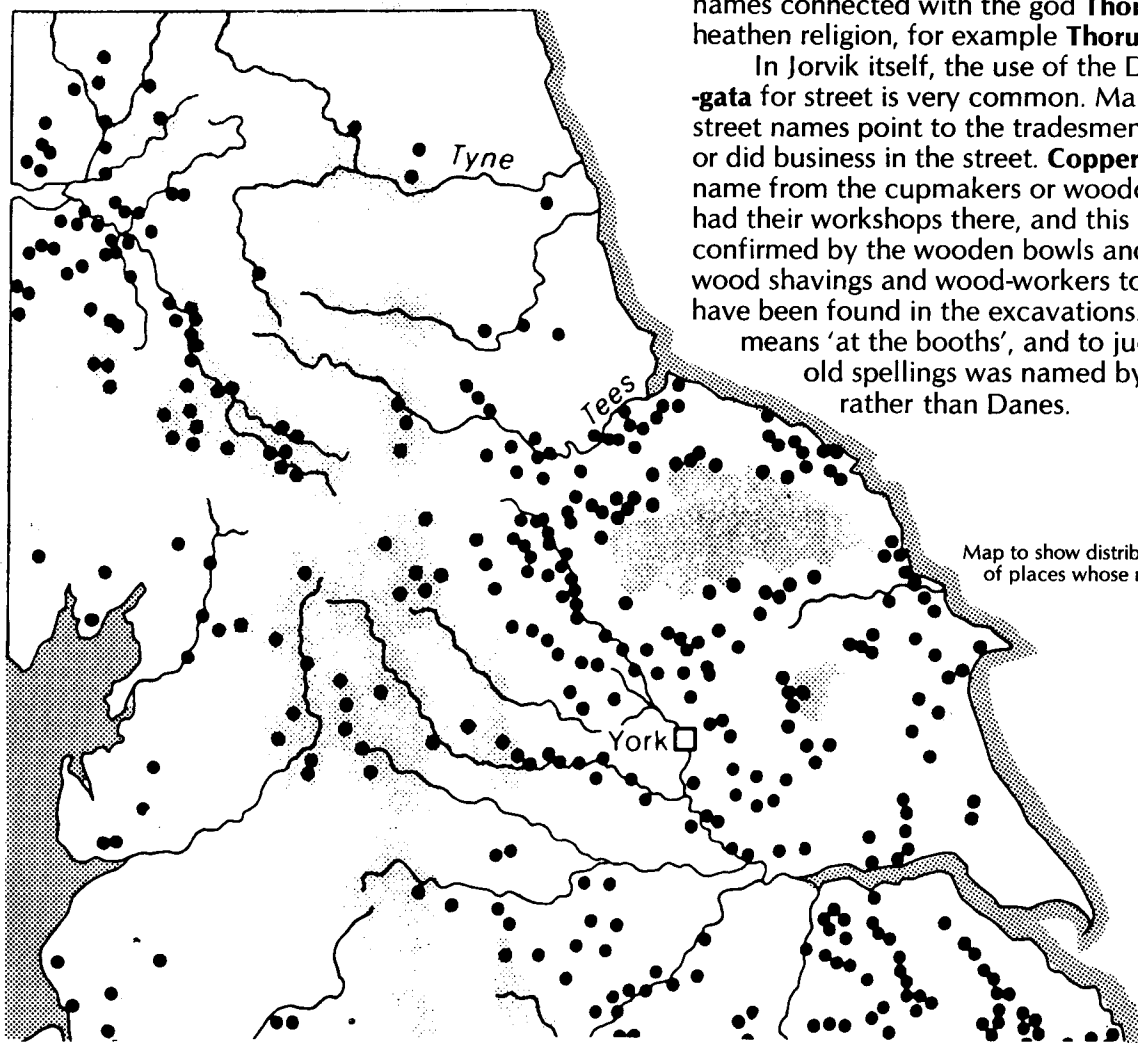 names connected with the god Thor
heathen religion, for example Thoru
In Jorvik itself, the use of the D
-gata for street is very common. Ma
street names point to the tradesmen
or did business in the street. Copper
name from the cupmakers or woode
had their workshops there, and this
confirmed by the wooden bowls and
wood shavings and wood-workers to
have been found in the excavations.
means 'at the booths', and to ju
old spellings was named by
rather than Danes.
Tyne
Tees
Map to show distrib
of places whose
York